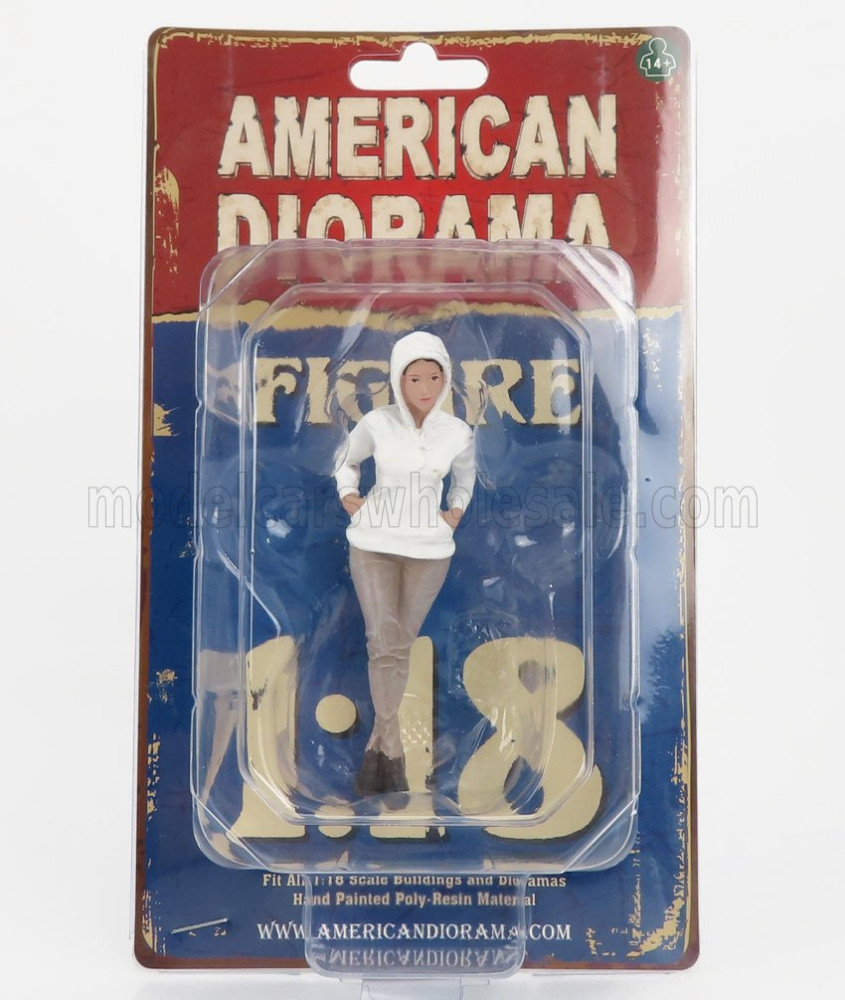 14+
AMERICAN
DIORAMA
FIGURE
modelcarswholesale.com
1:18
Fit All 1:18 Scale Buildings and Dioramas
Hand Painted Poly-Resin Material
WWW.AMERICANDIORAMA.COM